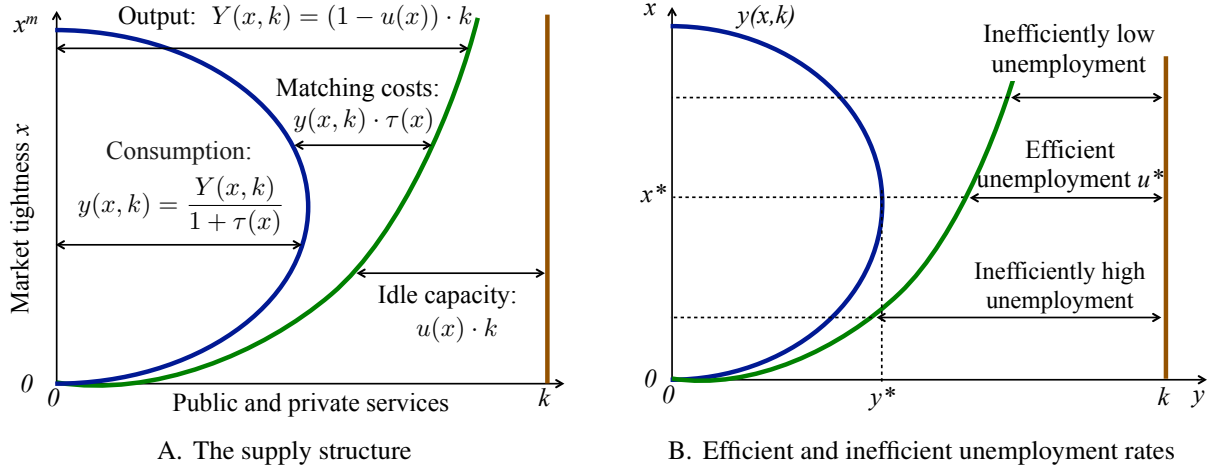 x^m
Output: Y(x, k) = (1 − u(x)) · k
Matching costs:
y(x, k) · τ(x)
Consumption:
y(x, k) = Y(x, k) / 1 + τ(x)
Idle capacity:
u(x) · k
Market tightness x
0
0
Public and private services
k
A. The supply structure
x
y(x,k)
Inefficiently low
unemployment
Efficient
unemployment u*
x*
Inefficiently high
unemployment
0
0
y*
k
y
B. Efficient and inefficient unemployment rates